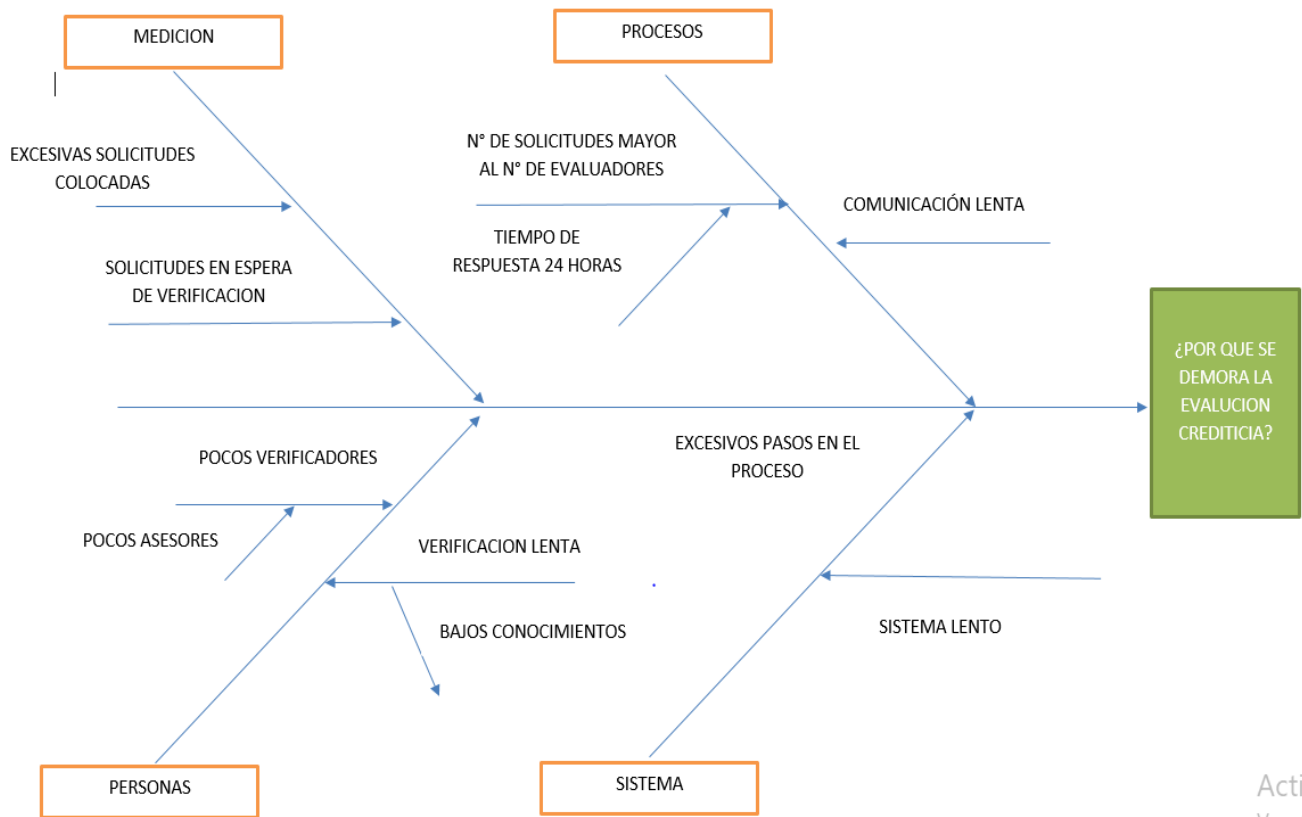 MEDICION
PROCESOS
EXCESIVAS SOLICITUDES
COLOCADAS
N° DE SOLICITUDES MAYOR
AL N° DE EVALUADORES
COMUNICACIÓN LENTA
TIEMPO DE
RESPUESTA 24 HORAS
SOLICITUDES EN ESPERA
DE VERIFICACION
¿POR QUE SE
DEMORA LA
EVALUCION
CREDITICIA?
POCOS VERIFICADORES
EXCESIVOS PASOS EN EL
PROCESO
POCOS ASESORES
VERIFICACION LENTA
BAJOS CONOCIMIENTOS
SISTEMA LENTO
PERSONAS
SISTEMA
Acti